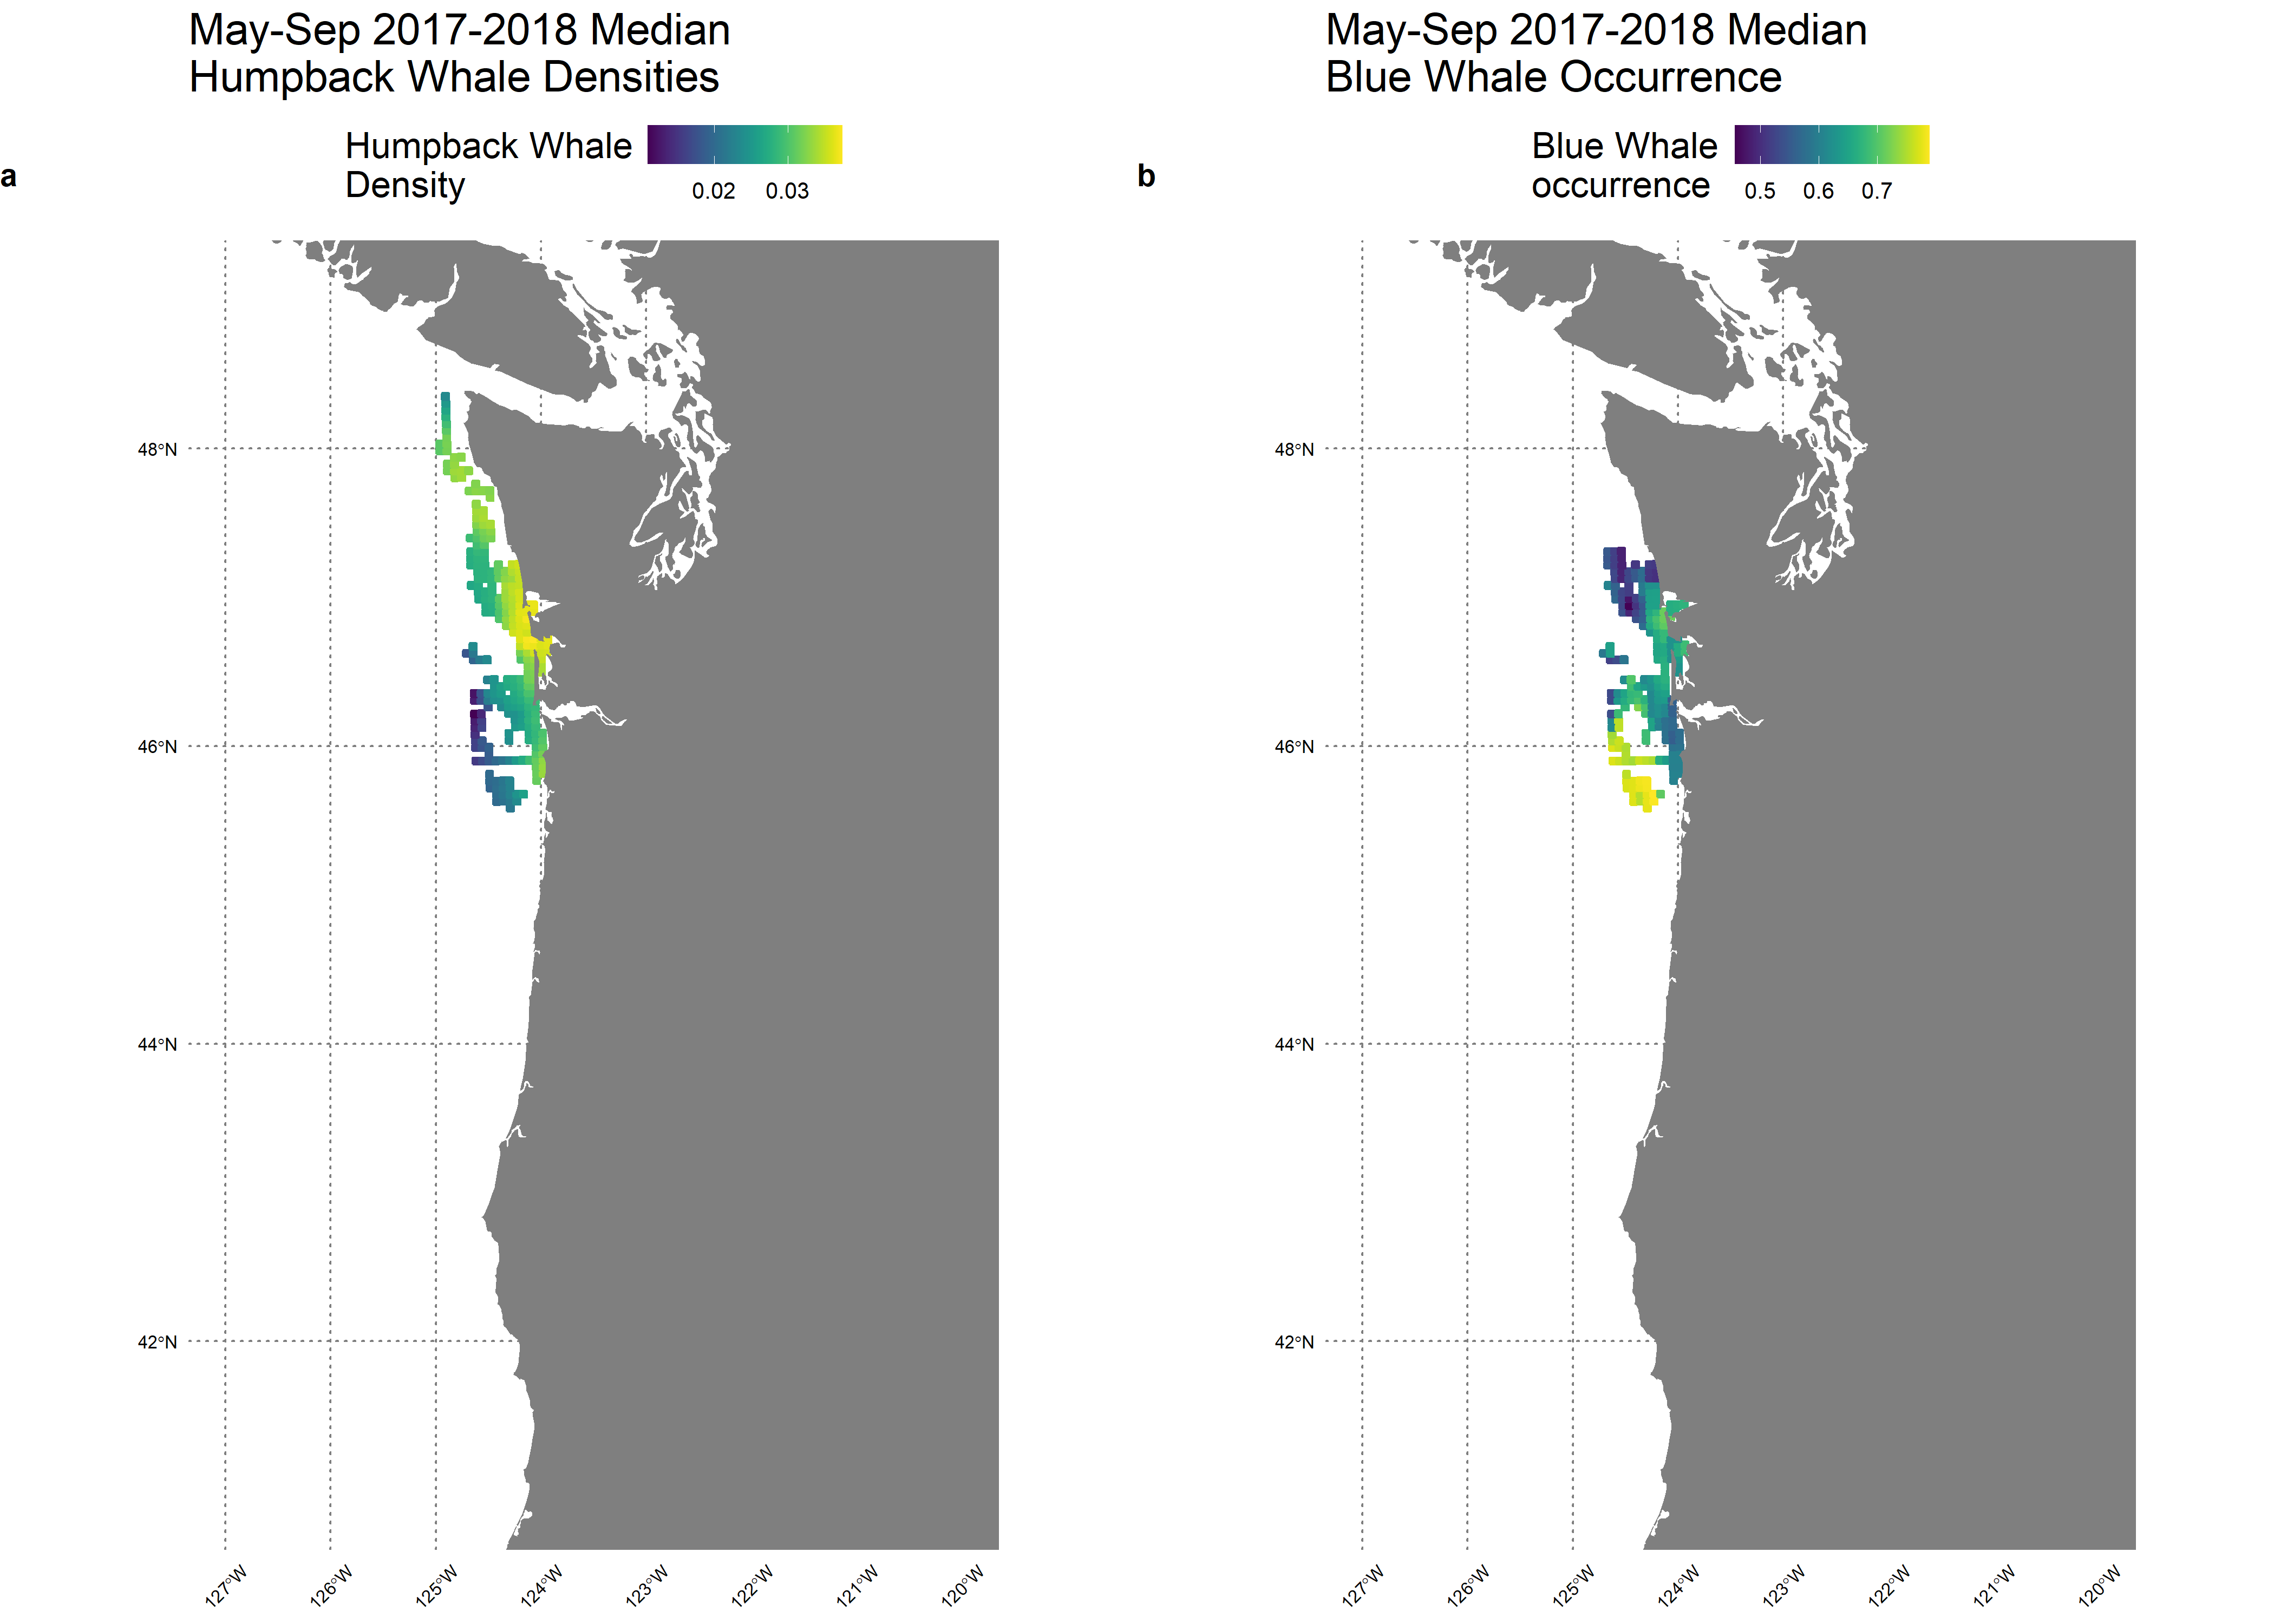 May-Sep 2017-2018 Median
Humpback Whale Densities
Humpback Whale
Density
0.02 0.03
a
48°N
46°N
44°N
42°N
127°W 126°W 125°W 124°W 123°W 122°W 121°W 120°W
May-Sep 2017-2018 Median
Blue Whale Occurrence
Blue Whale
occurrence
0.5 0.6 0.7
b
48°N
46°N
44°N
42°N
127°W 126°W 125°W 124°W 123°W 122°W 121°W 120°W